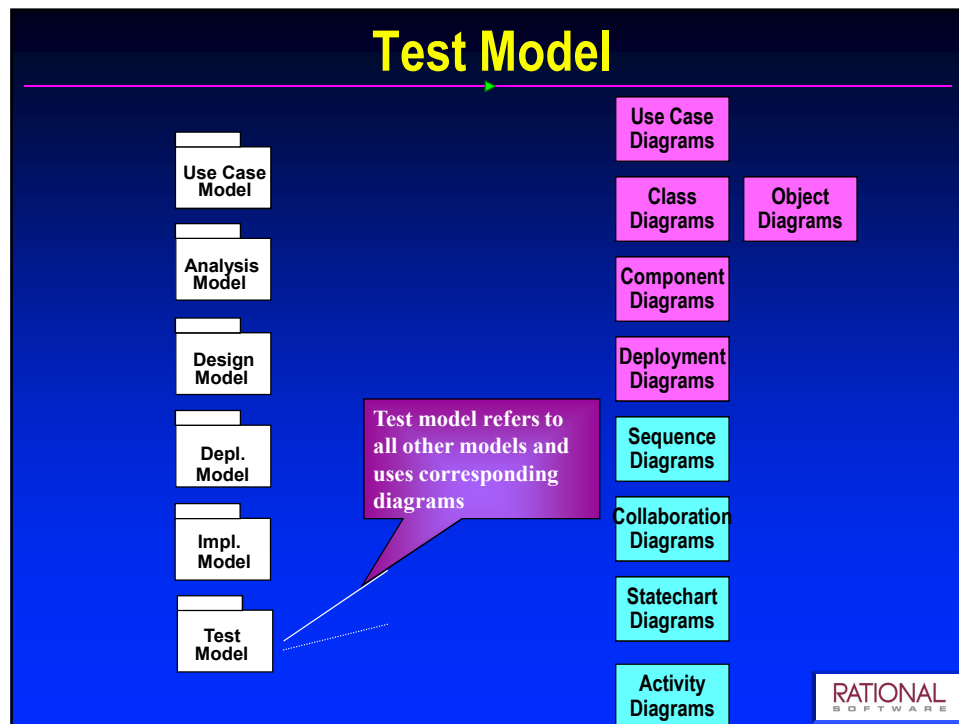 Test Model
Use Case
Model
Analysis
Model
Design
Model
Depl.
Model
Impl.
Model
Test
Model
Test model refers to
all other models and
uses corresponding
diagrams
Use Case
Diagrams
Class
Diagrams
Object
Diagrams
Component
Diagrams
Deployment
Diagrams
Sequence
Diagrams
Collaboration
Diagrams
Statechart
Diagrams
Activity
Diagrams
RATIONAL
SOFTWARE